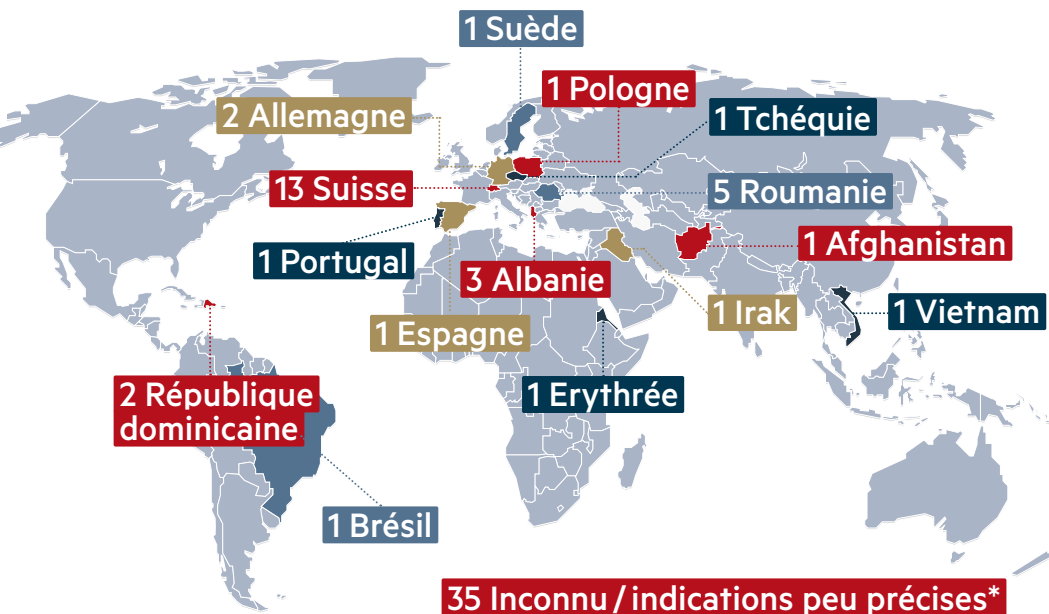 1 Suède
1 Pologne
2 Allemagne
1 Tchéquie
13 Suisse
5 Roumanie
1 Portugal
3 Albanie
1 Afghanistan
1 Espagne
1 Irak
1 Vietnam
2 République
dominicaine
1 Erythrée
1 Brésil
35 Inconnu / indications peu précises*